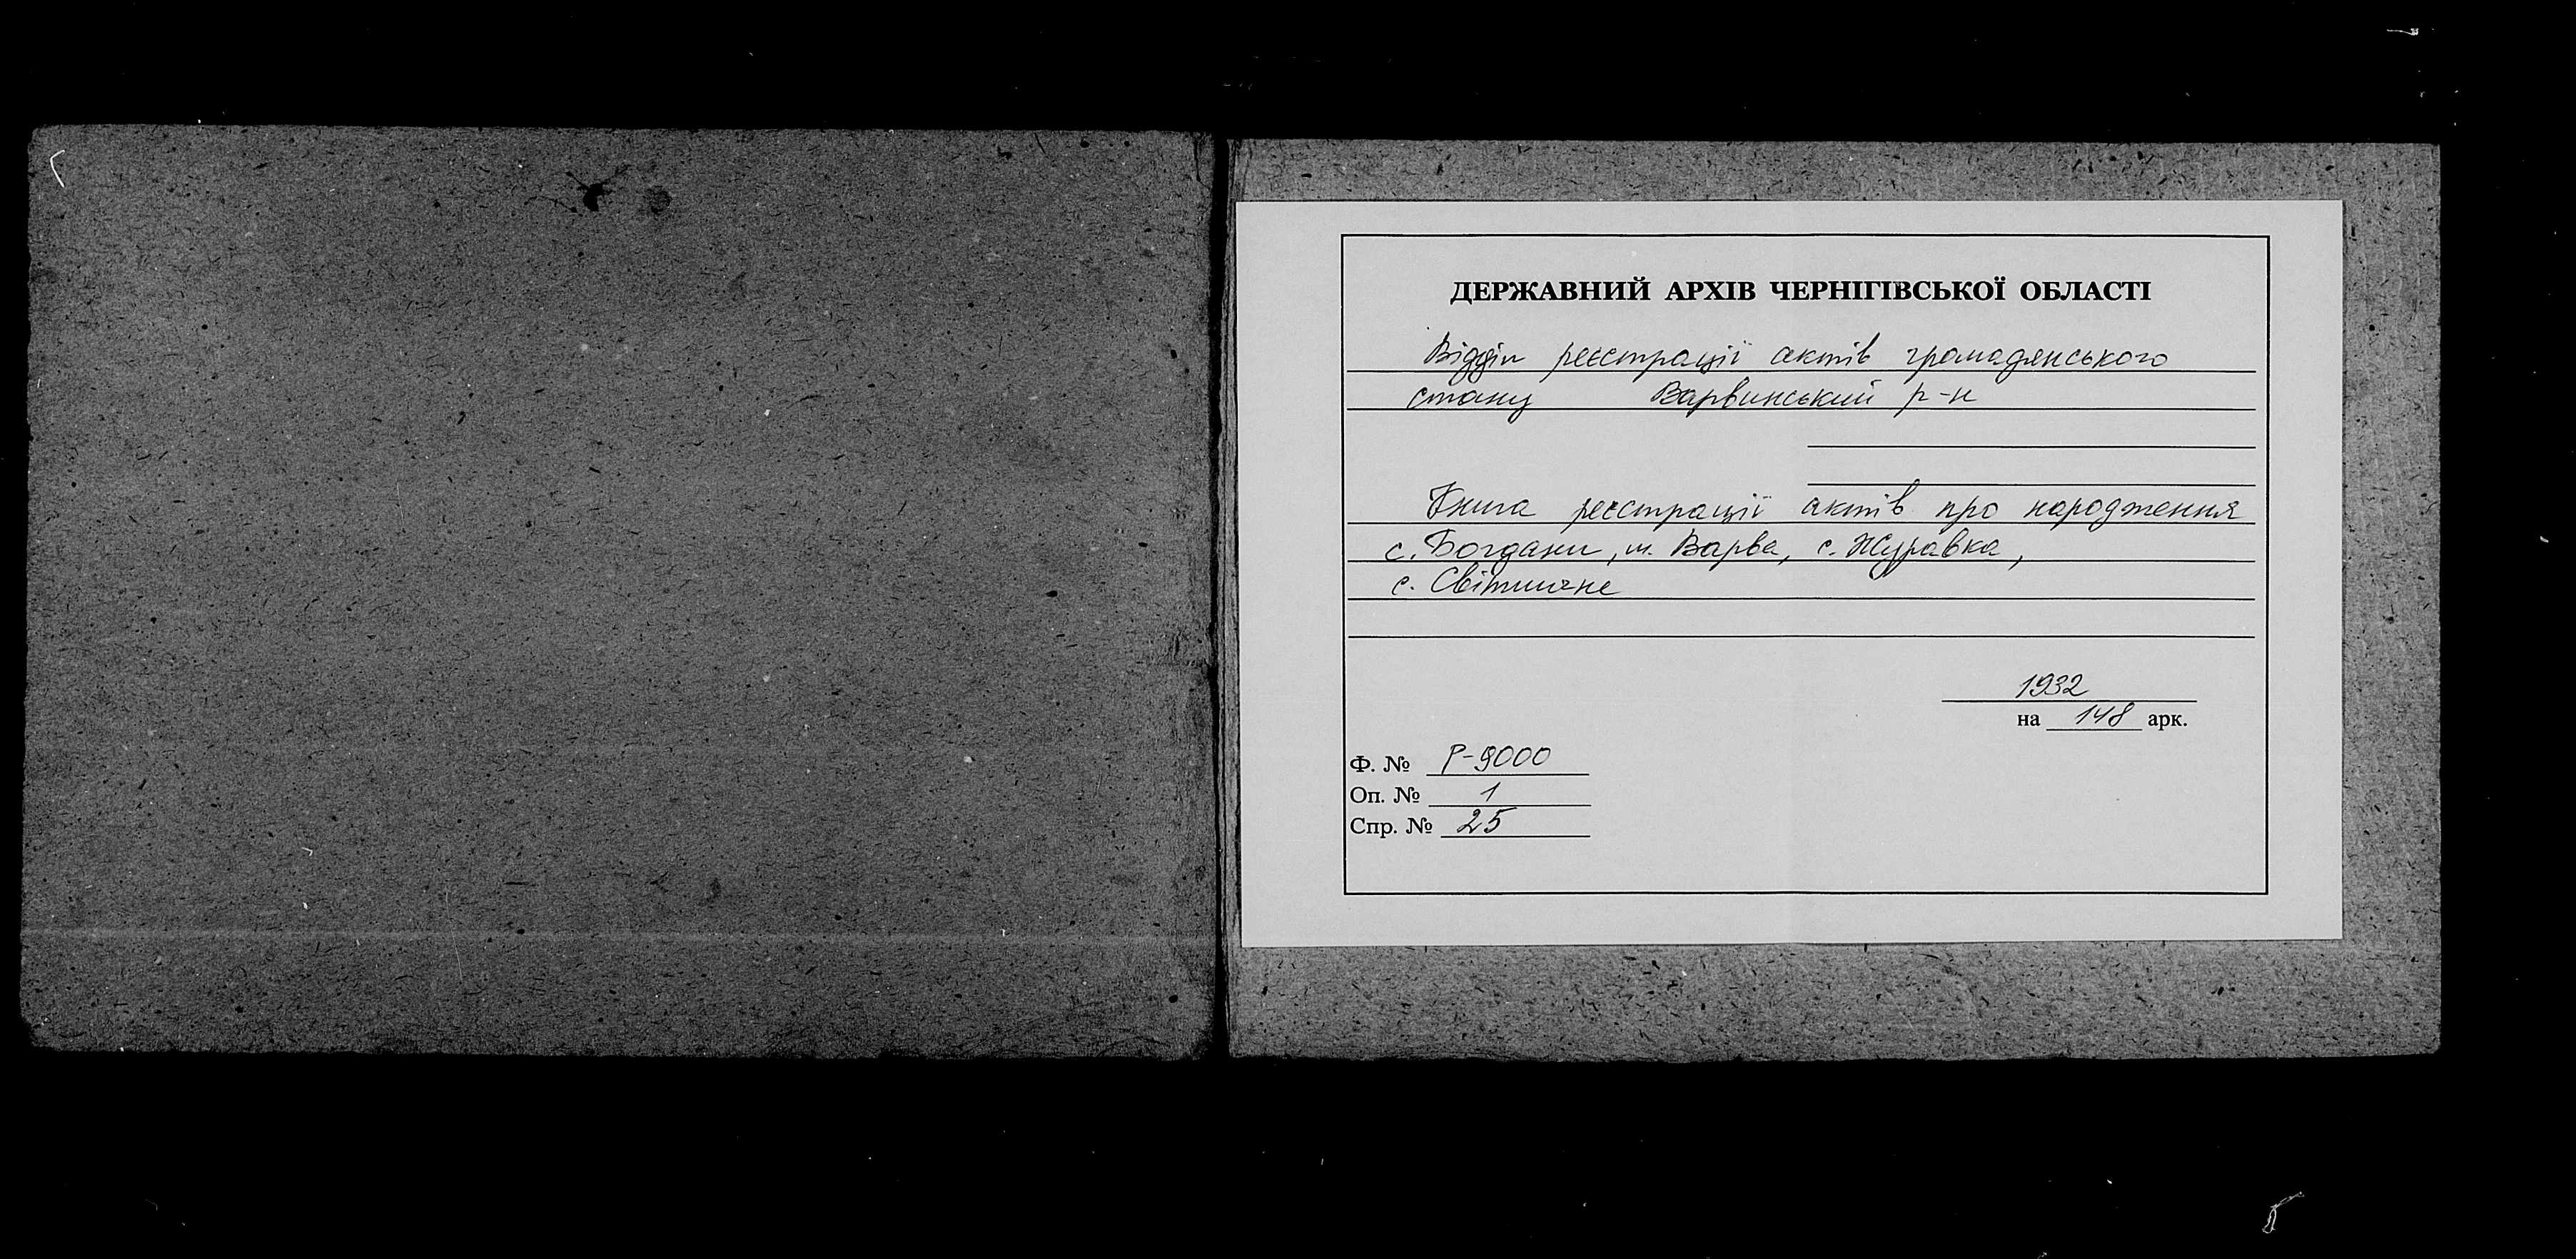 ДЕРЖАВНИЙ АРХІВ ЧЕРНІГІВСЬКОЇ ОБЛАСТІ
Відділ реєстрації актів громадянського
стану Варвинський р-н
Книга реєстрації актів про народження
с. Богдани, м. Варва, с. Журавка,
с. Світличне
1932
на 148 арк.
Ф. № Р-9000
Оп. № 1
Спр. № 25